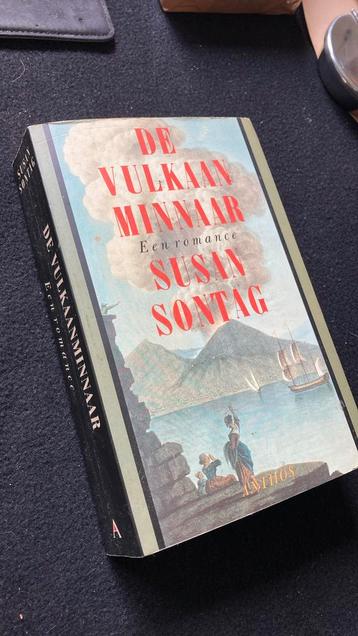 DE
VULKAAN
MINNAAR
Een romance
SUSAN
SONTAG
ANTHOS
SUSAN
SONTAG
DE VULKAANMINNAAR
Een romance
A